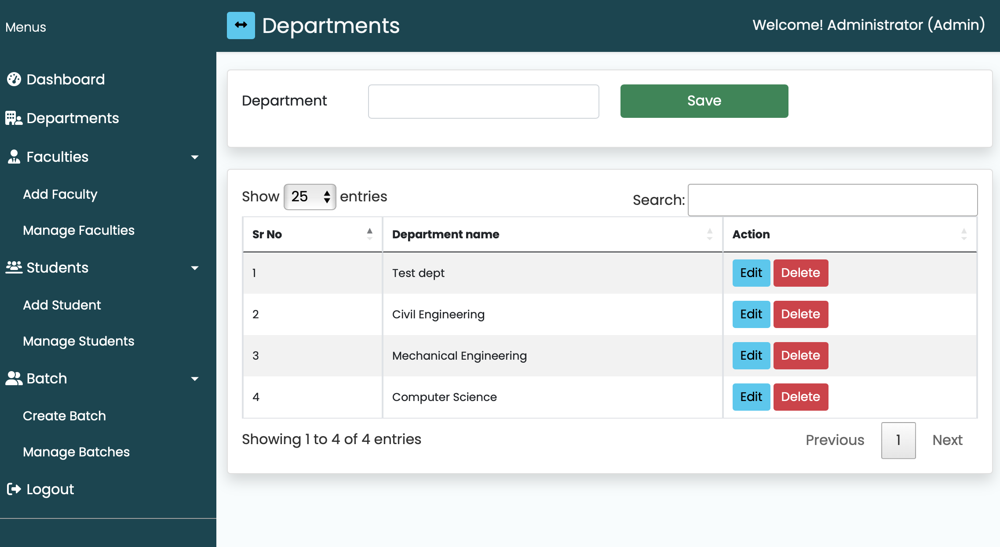 Menus
Dashboard
Departments
Faculties
Add Faculty
Manage Faculties
Students
Add Student
Manage Students
Batch
Create Batch
Manage Batches
Logout
Departments
Welcome! Administrator (Admin)
Department
Save
Show 25 entries
Search:
Sr No Department name Action
1 Test dept Edit Delete
2 Civil Engineering Edit Delete
3 Mechanical Engineering Edit Delete
4 Computer Science Edit Delete
Showing 1 to 4 of 4 entries
Previous 1 Next